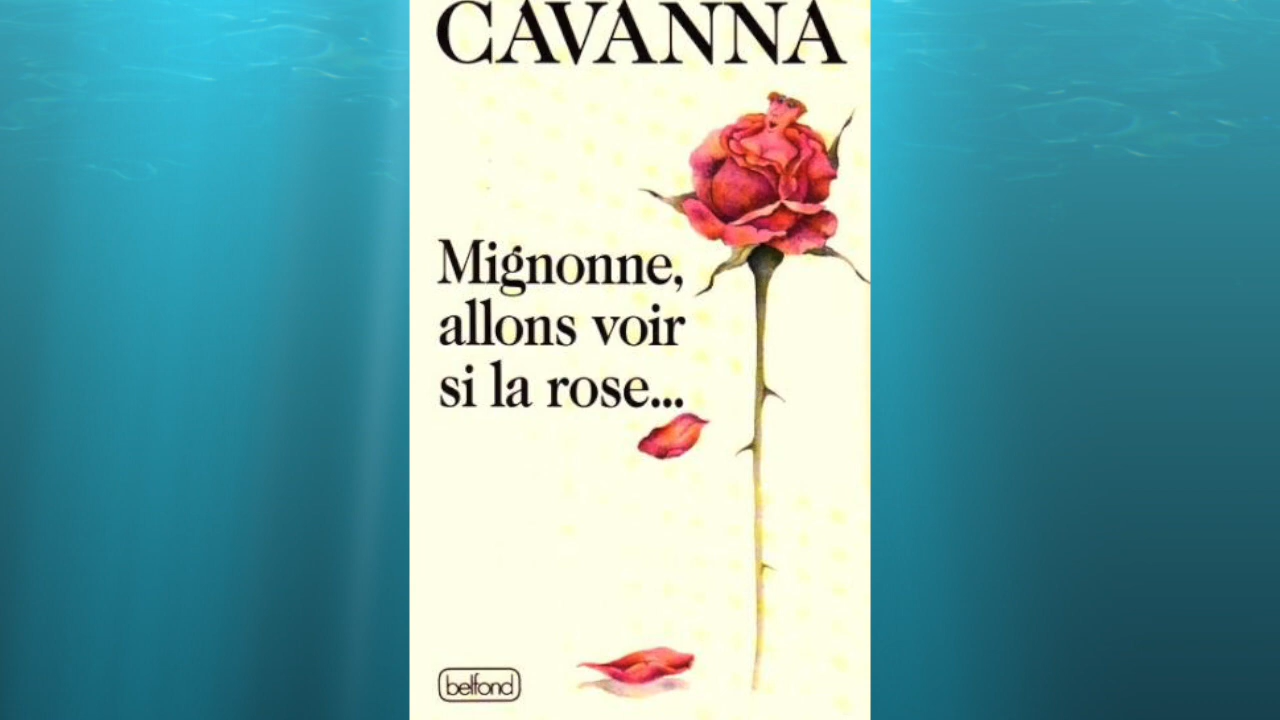 CAVANNA
Mignonne,
allons voir
si la rose...
belfond